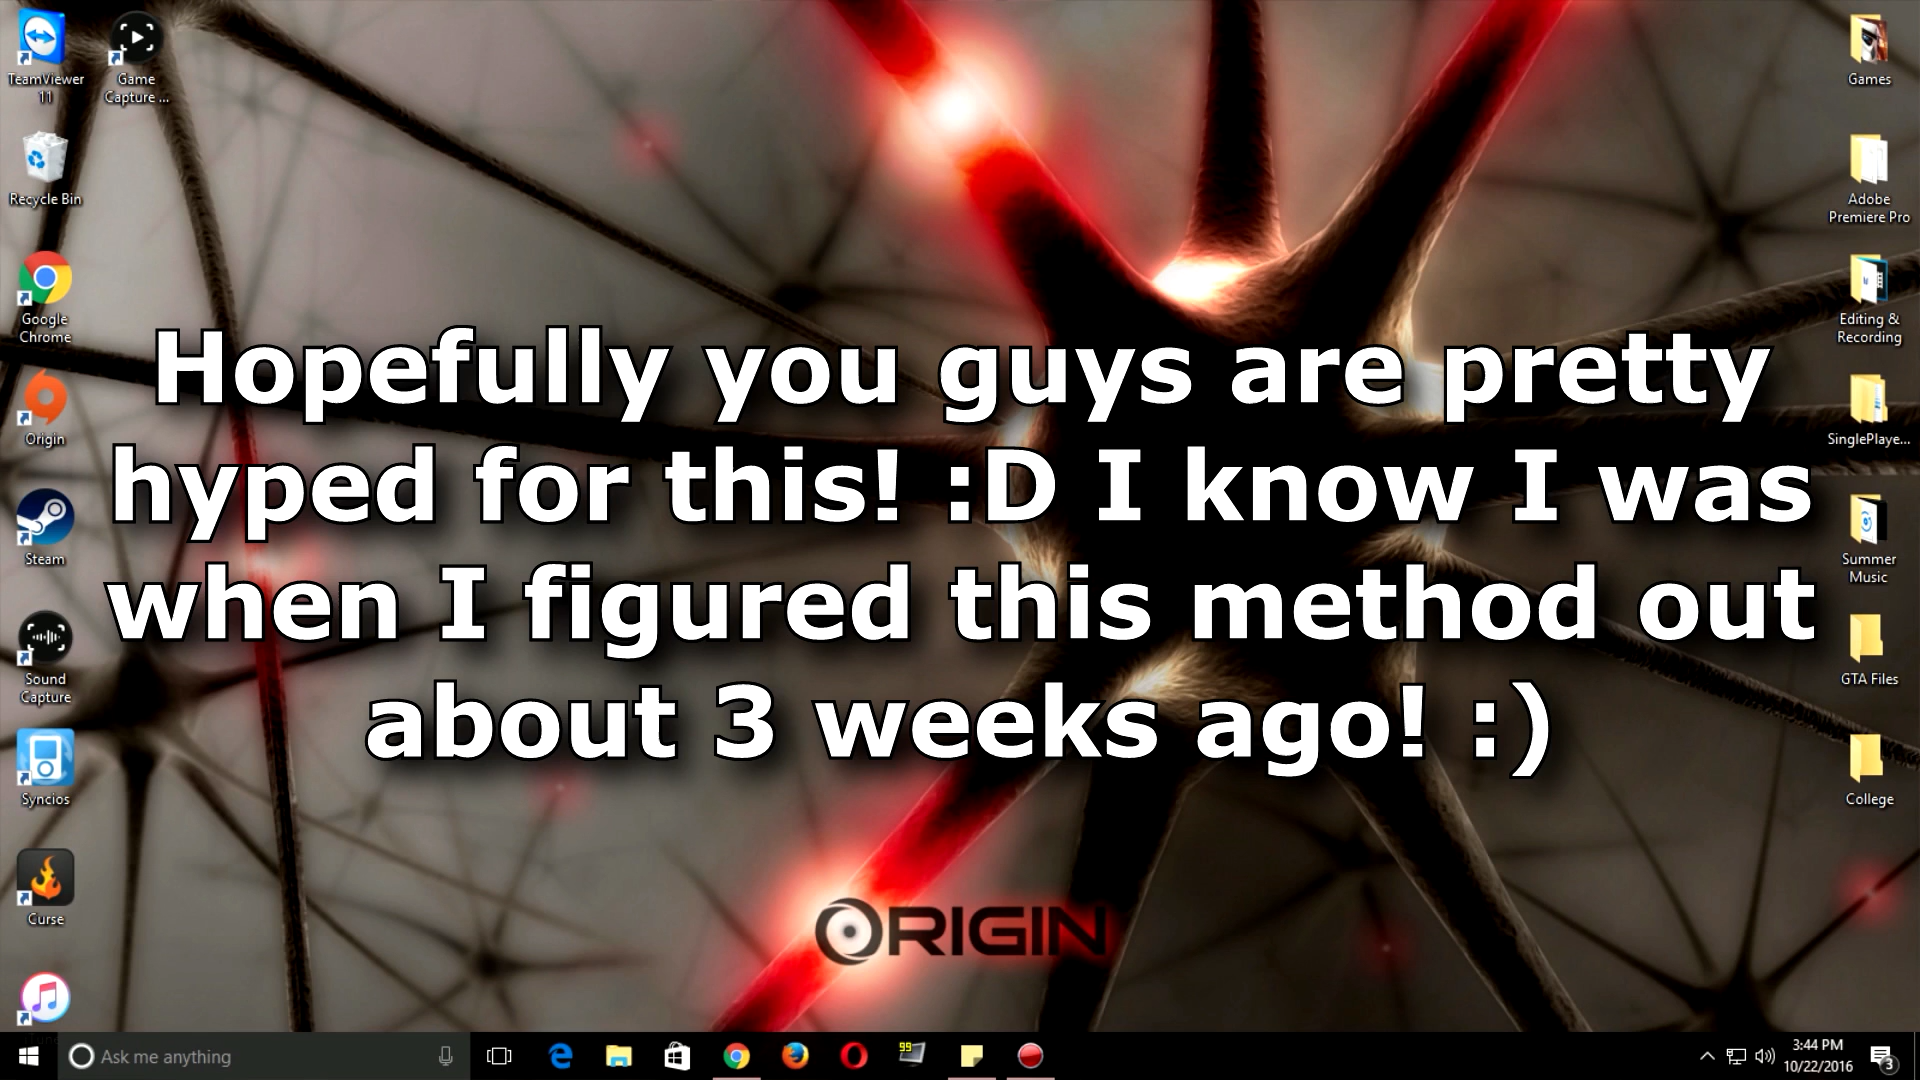 TeamViewer
11
Game
Capture ...
Recycle Bin
Google
Chrome
Origin
Steam
Sound
Capture
Syncios
Curse
Hopefully you guys are pretty
hyped for this! :D I know I was
when I figured this method out
about 3 weeks ago! :)
ORIGIN
Games
Adobe
Premiere Pro
Editing &
Recording
SinglePlaye...
Summer
Music
GTA Files
College
Ask me anything
99
3:44 PM
10/22/2016
3